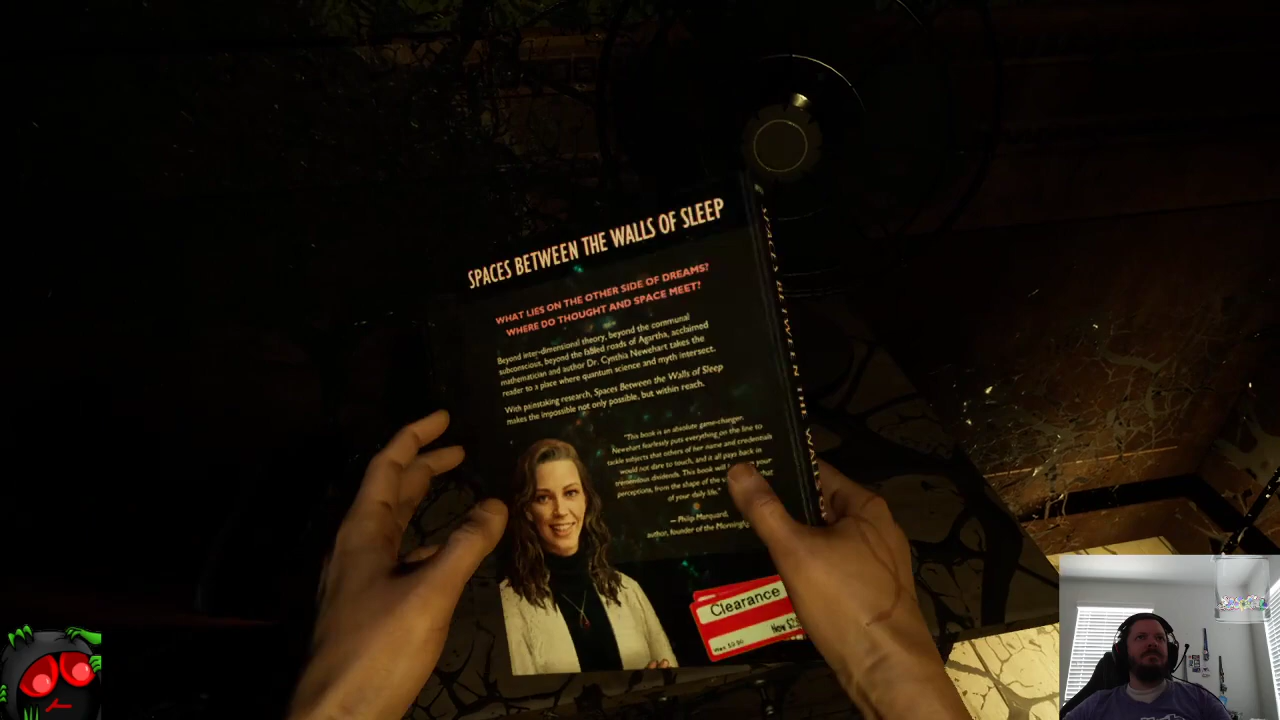 SPACES BETWEEN THE WALLS OF SLEEP
WHAT LIES ON THE OTHER SIDE OF DREAMS?
WHERE DO THOUGHT AND SPACE MEET?
Beyond inter-dimensional theory, beyond the communal
subconscious, beyond the fabled roads of Agartha, acclaimed
mathematician and author Dr. Cynthia Newehart takes the
reader to a place where quantum science and myth intersect.
With painstaking research, Spaces Between the Walls of Sleep
makes the impossible not only possible, but within reach.
"This book is an absolute game-changer.
Newehart fearlessly puts everything on the line to
tackle subjects that others of her name and credentials
would not dare to touch, and it all pays back in
tremendous dividends. This book will your
perceptions, from the shape of the that
of your daily life."
— Philip Marquard,
author, founder of the
Clearance
Now
Was